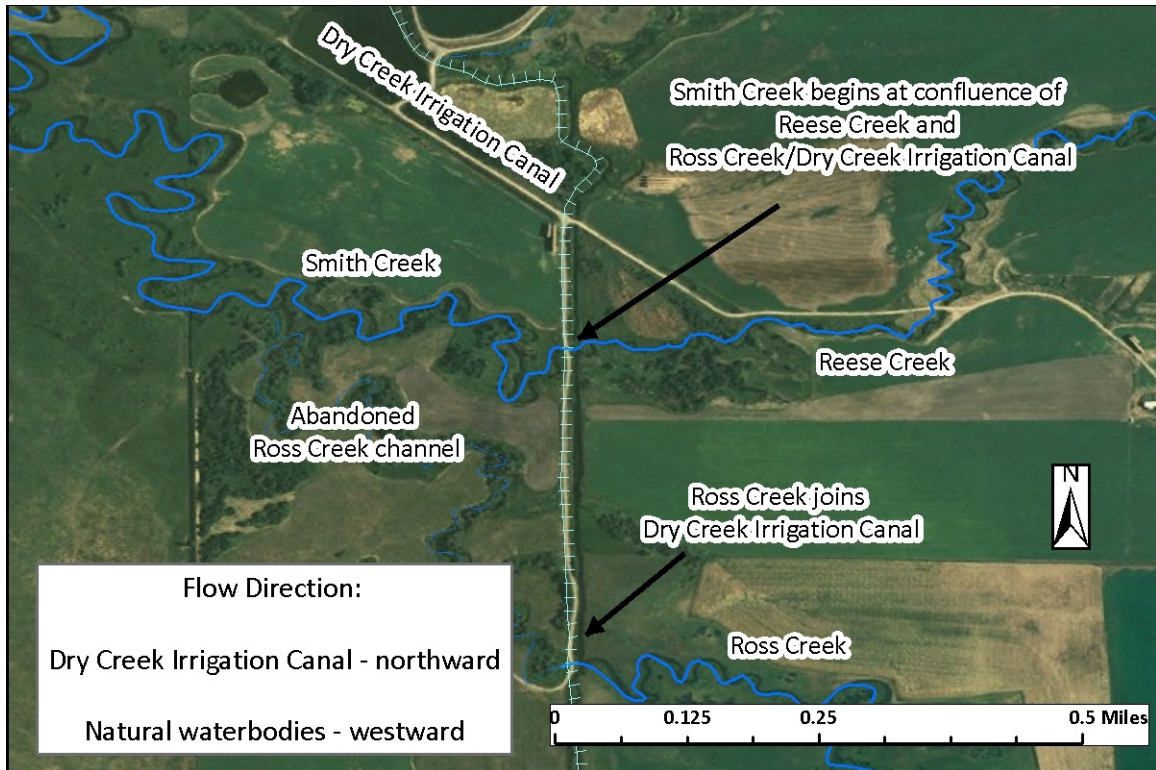 Dry Creek Irrigation Canal
Smith Creek begins at confluence of
Reese Creek and
Ross Creek/Dry Creek Irrigation Canal
Smith Creek
Reese Creek
Abandoned
Ross Creek channel
Ross Creek joins
Dry Creek Irrigation Canal
N
Ross Creek
Flow Direction:
Dry Creek Irrigation Canal - northward
Natural waterbodies - westward
0 0.125 0.25 0.5 Miles